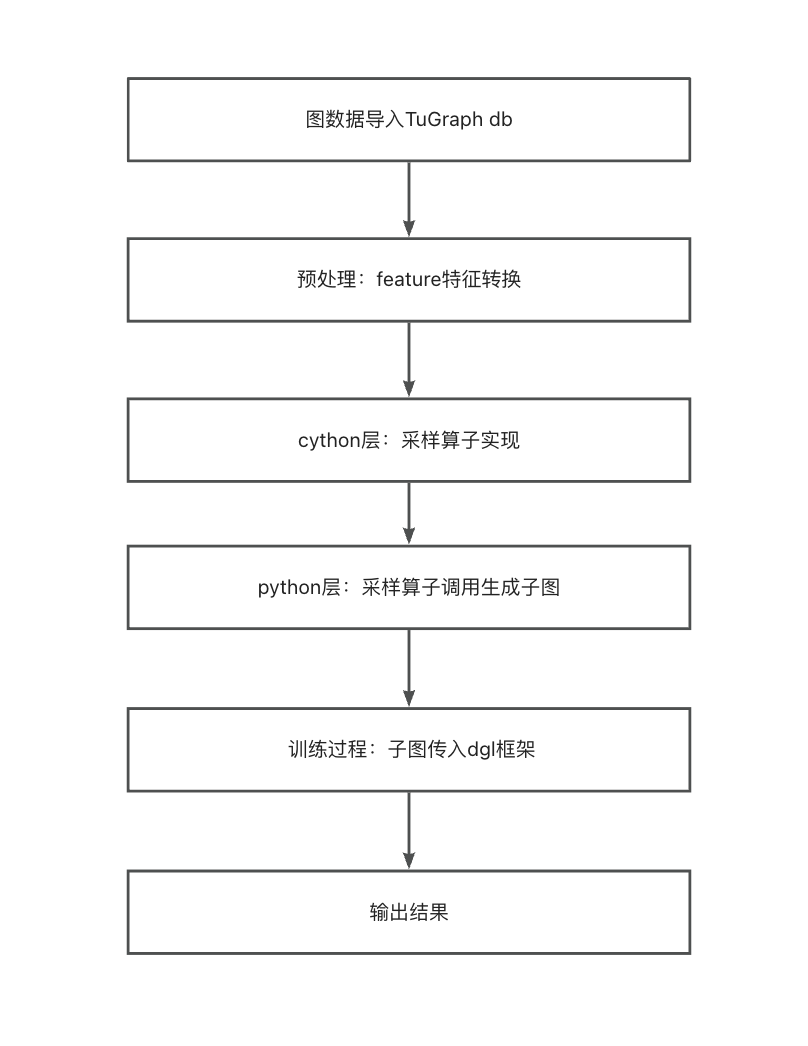 图数据导入TuGraph db
预处理：feature特征转换
cython层：采样算子实现
python层：采样算子调用生成子图
训练过程：子图传入dgl框架
输出结果